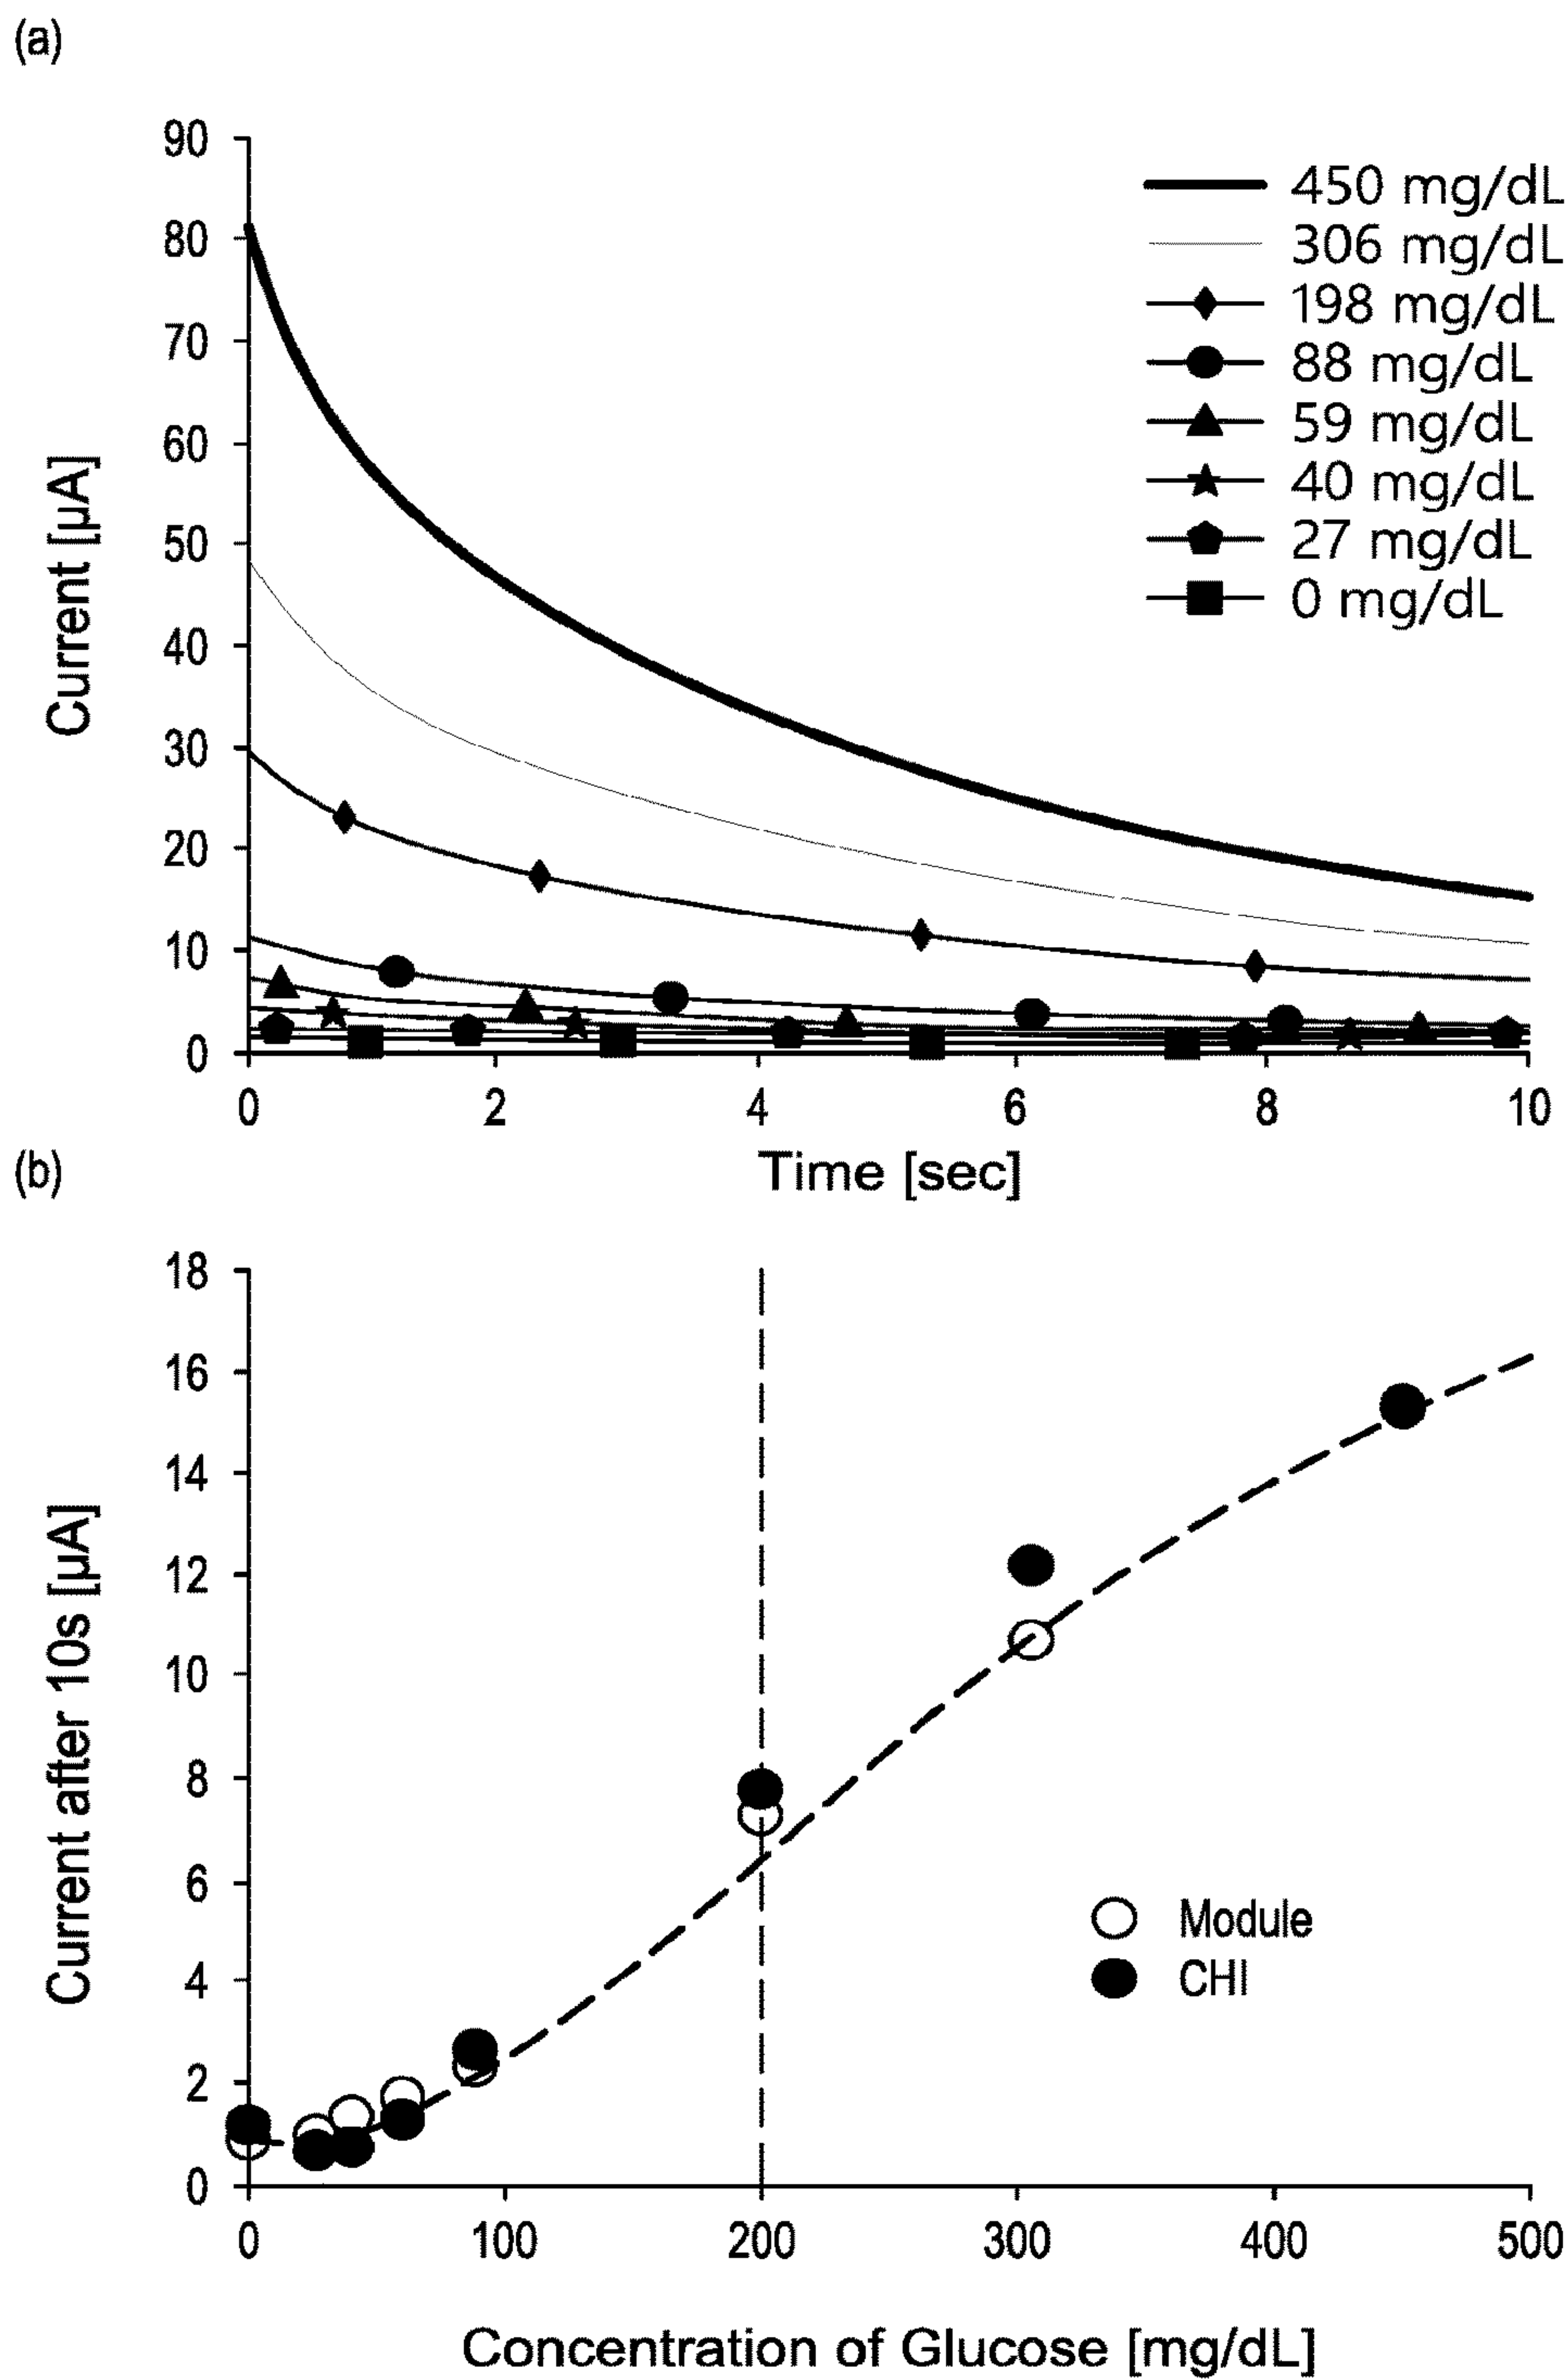 (a)
90
80
70
60
50
40
30
20
10
0
Current [µA]
450 mg/dL
306 mg/dL
198 mg/dL
88 mg/dL
59 mg/dL
40 mg/dL
27 mg/dL
0 mg/dL
0 2 4 6 8 10
Time [sec]
(b)
18
16
14
12
10
8
6
4
2
0
Current after 10s [µA]
Module
CHI
0 100 200 300 400 500
Concentration of Glucose [mg/dL]